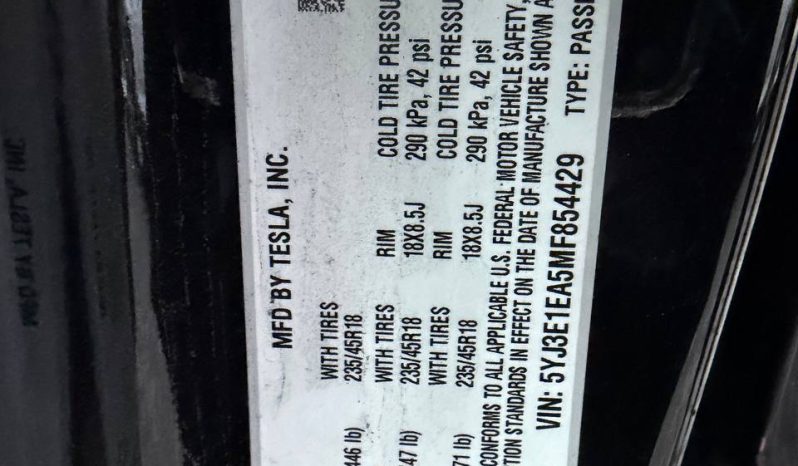 MFD BY TESLA, INC.
WITH TIRES
235/45R18
446 lb)
WITH TIRES RIM COLD TIRE PRESSU
47 lb) 235/45R18 18X8.5J 290 kPa, 42 psi
WITH TIRES RIM COLD TIRE PRESSU
71 lb) 235/45R18 18X8.5J 290 kPa, 42 psi
CONFORMS TO ALL APPLICABLE U.S. FEDERAL MOTOR VEHICLE SAFETY,
TION STANDARDS IN EFFECT ON THE DATE OF MANUFACTURE SHOWN A
VIN: 5YJ3E1EA5MF854429 TYPE: PASSE